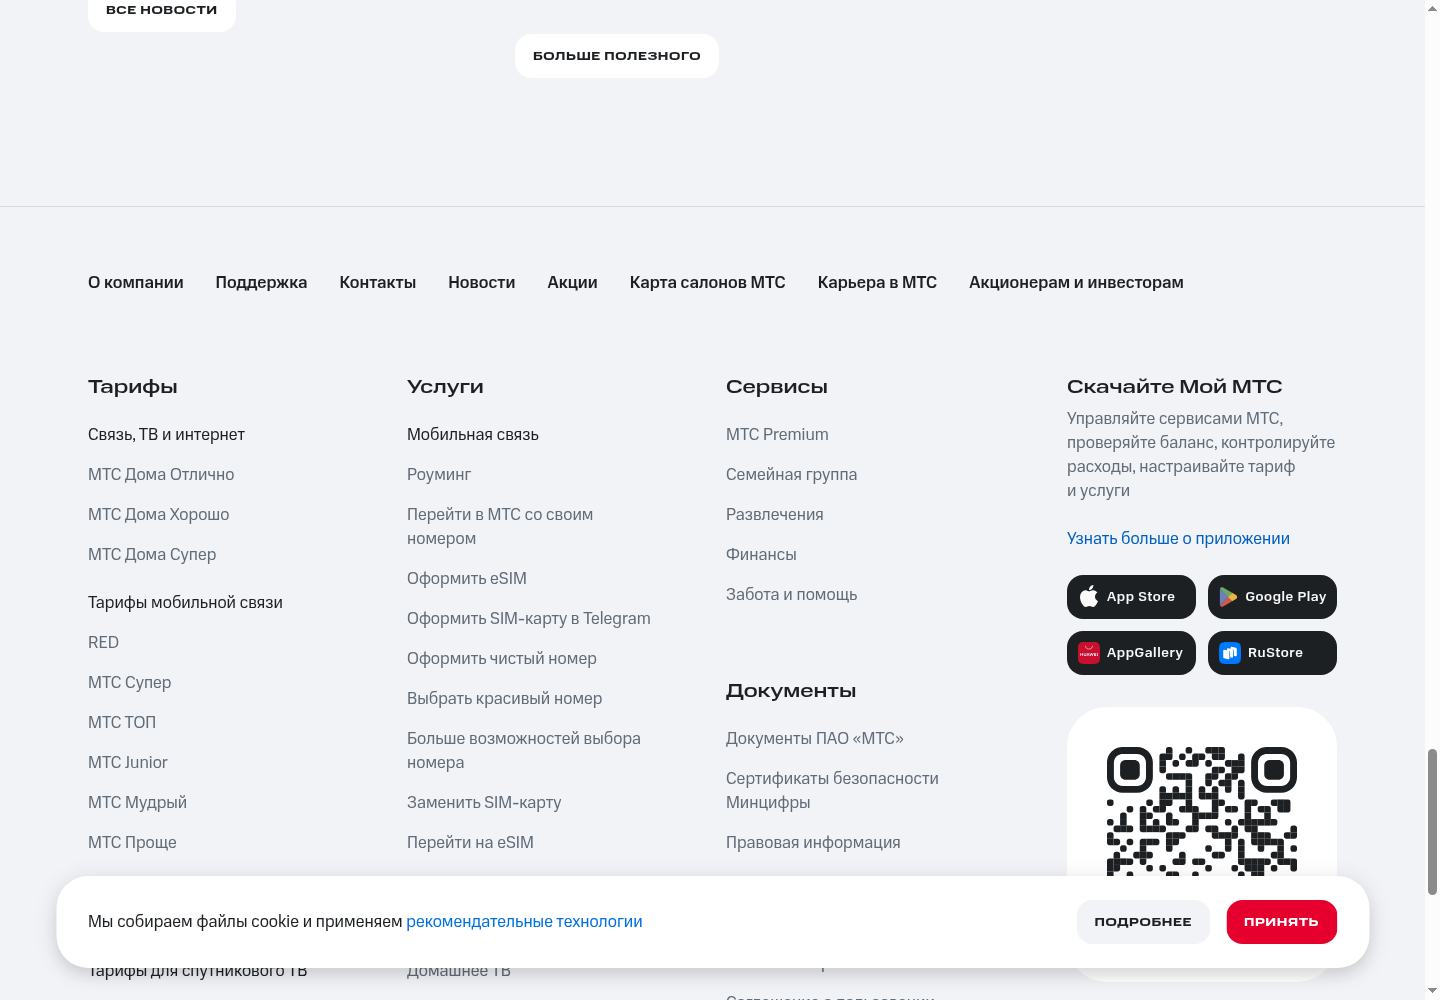 ВСЕ НОВОСТИ
БОЛЬШЕ ПОЛЕЗНОГО
О компании
Поддержка
Контакты
Новости
Акции
Карта салонов МТС
Карьера в МТС
Акционерам и инвесторам
Тарифы
Связь, ТВ и интернет
МТС Дома Отлично
МТС Дома Хорошо
МТС Дома Супер
Тарифы мобильной связи
RED
МТС Супер
МТС ТОП
МТС Junior
МТС Мудрый
МТС Проще
Тарифы для спутникового ТВ
Услуги
Мобильная связь
Роуминг
Перейти в МТС со своим
номером
Оформить eSIM
Оформить SIM-карту в Telegram
Оформить чистый номер
Выбрать красивый номер
Больше возможностей выбора
номера
Заменить SIM-карту
Перейти на eSIM
Домашнее ТВ
Сервисы
МТС Premium
Семейная группа
Развлечения
Финансы
Забота и помощь
Документы
Документы ПАО «МТС»
Сертификаты безопасности
Минцифры
Правовая информация
Скачайте Мой МТС
Управляйте сервисами МТС,
проверяйте баланс, контролируйте
расходы, настраивайте тариф
и услуги
Узнать больше о приложении
App Store
Google Play
HUAWEI
AppGallery
RuStore
Мы собираем файлы cookie и применяем рекомендательные технологии
ПОДРОБНЕЕ
ПРИНЯТЬ